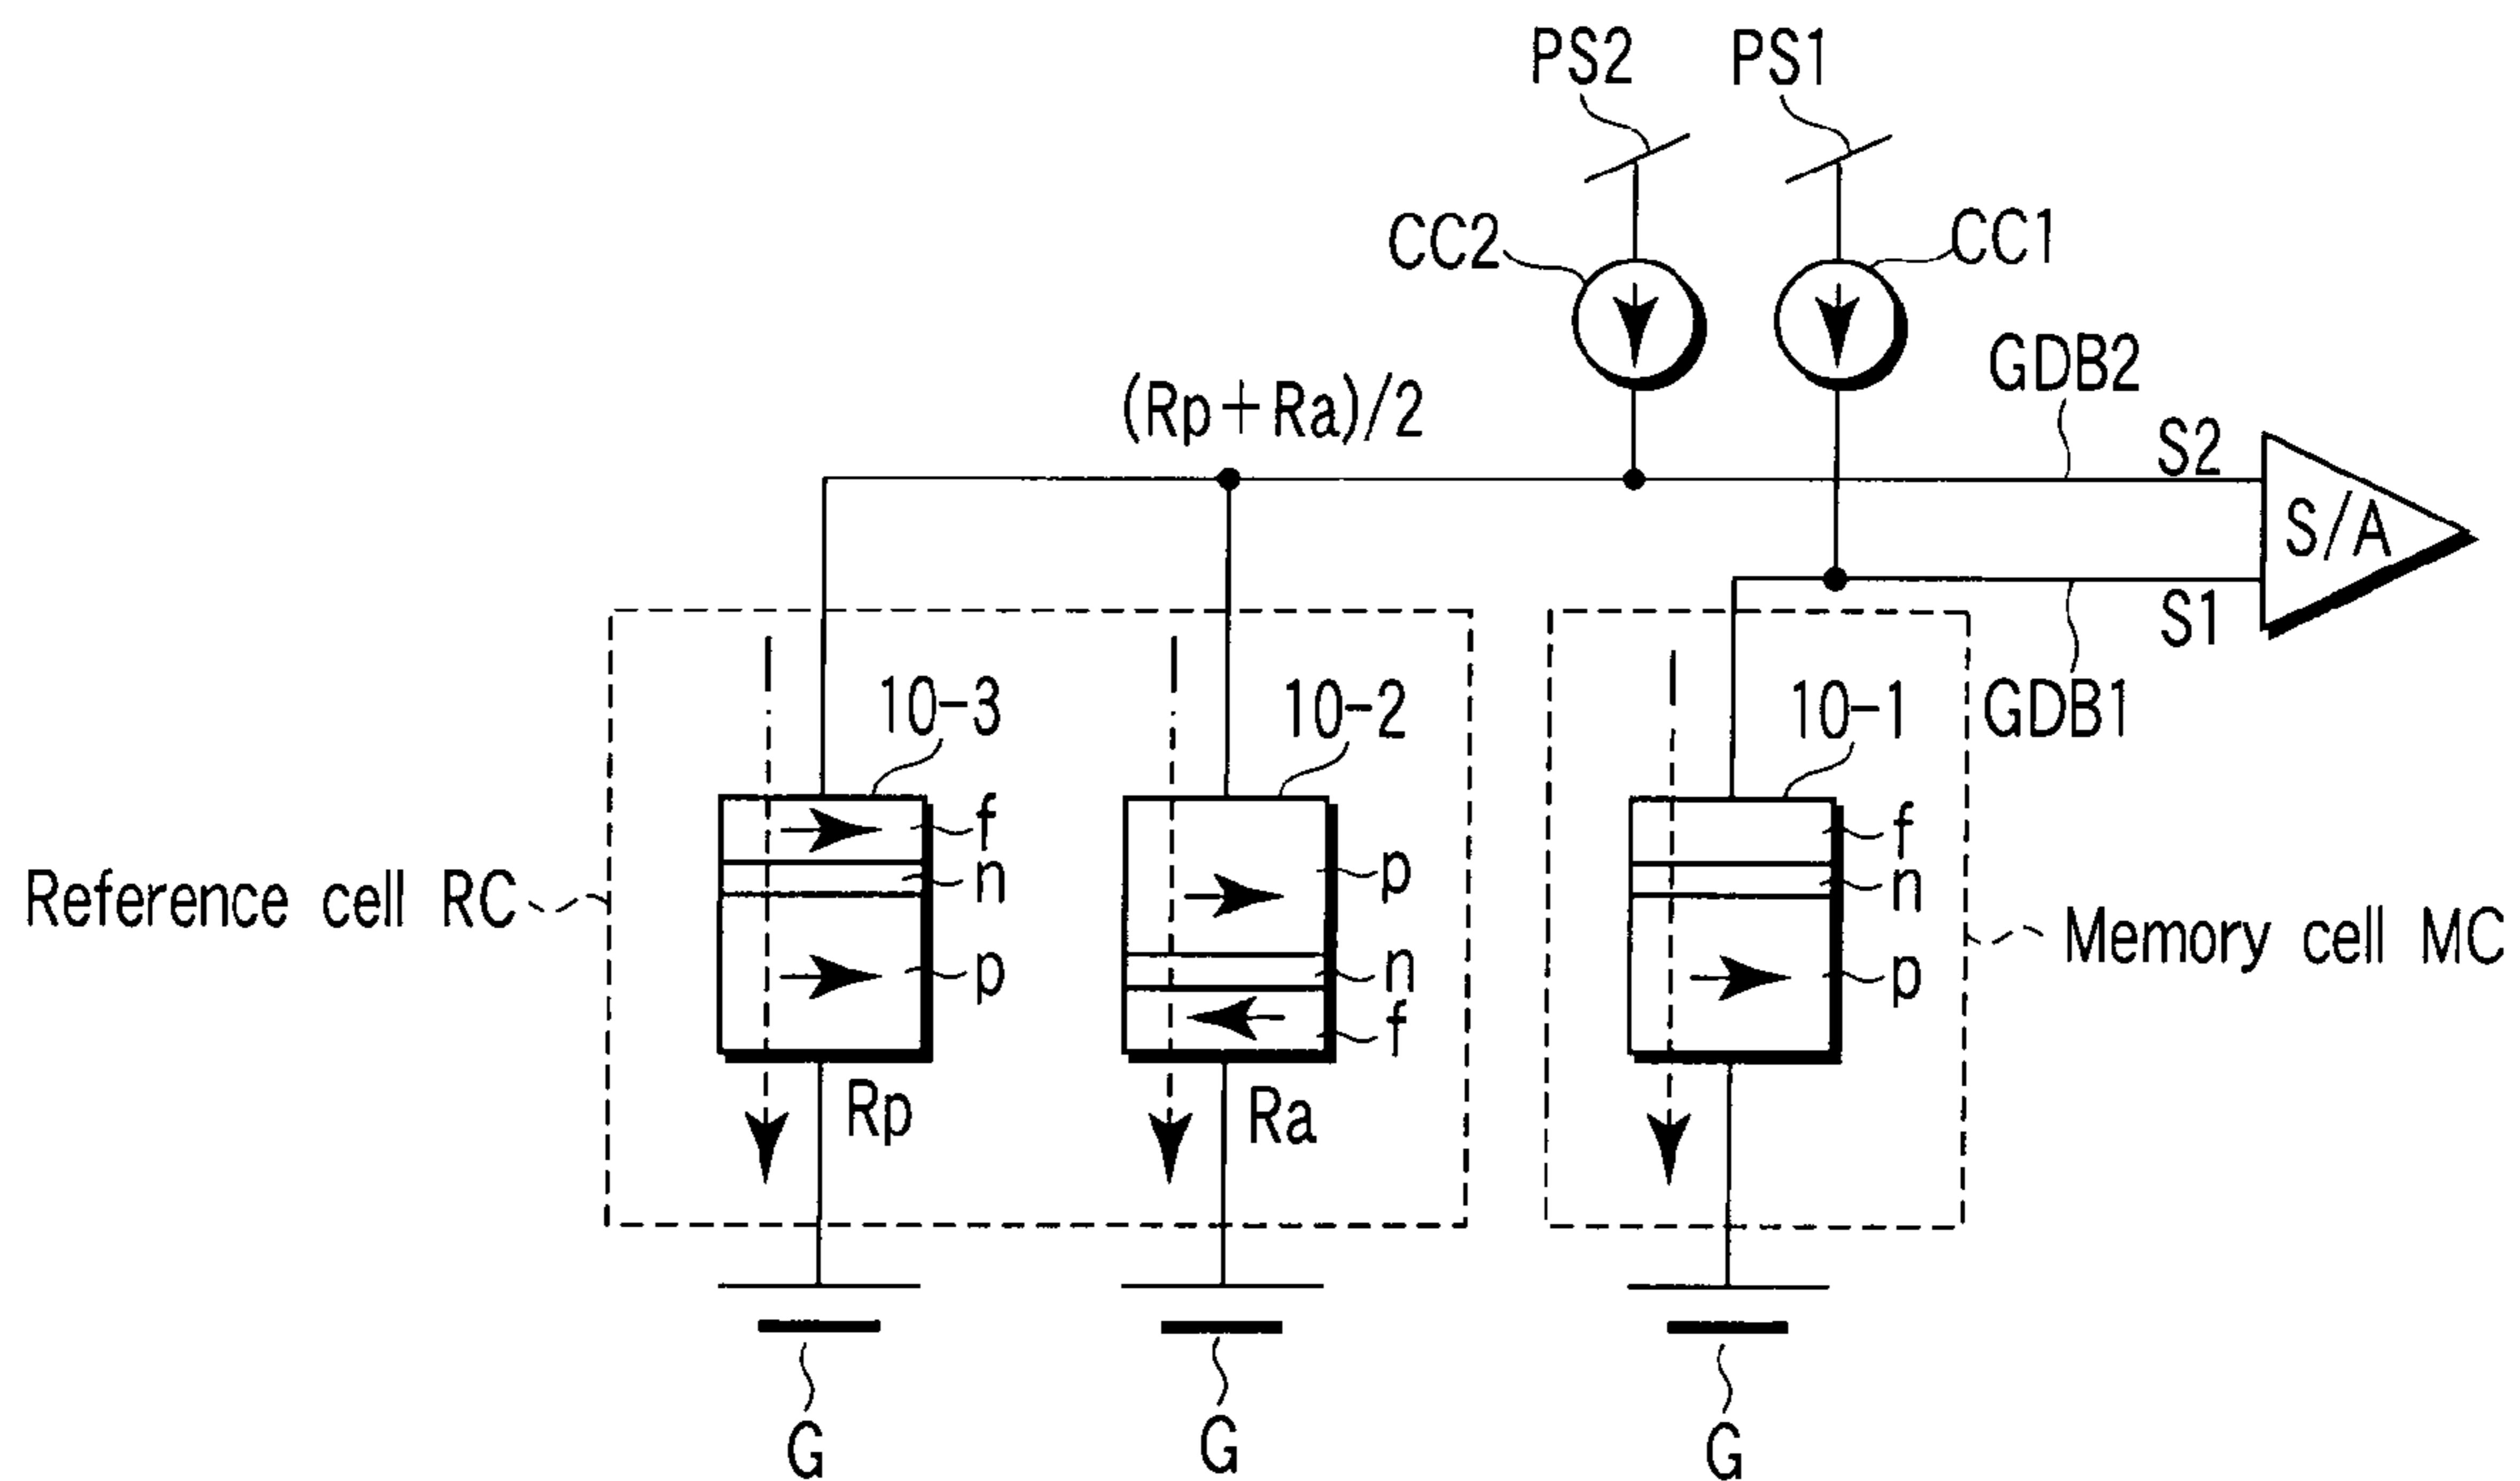 PS2 PS1
CC2 CC1
GDB2
(Rp+Ra)/2
S2
S/A
S1
10-3 10-2 10-1 GDB1
f f
n p n
Reference cell RC Memory cell MC
p n p
f
Rp Ra
G G G